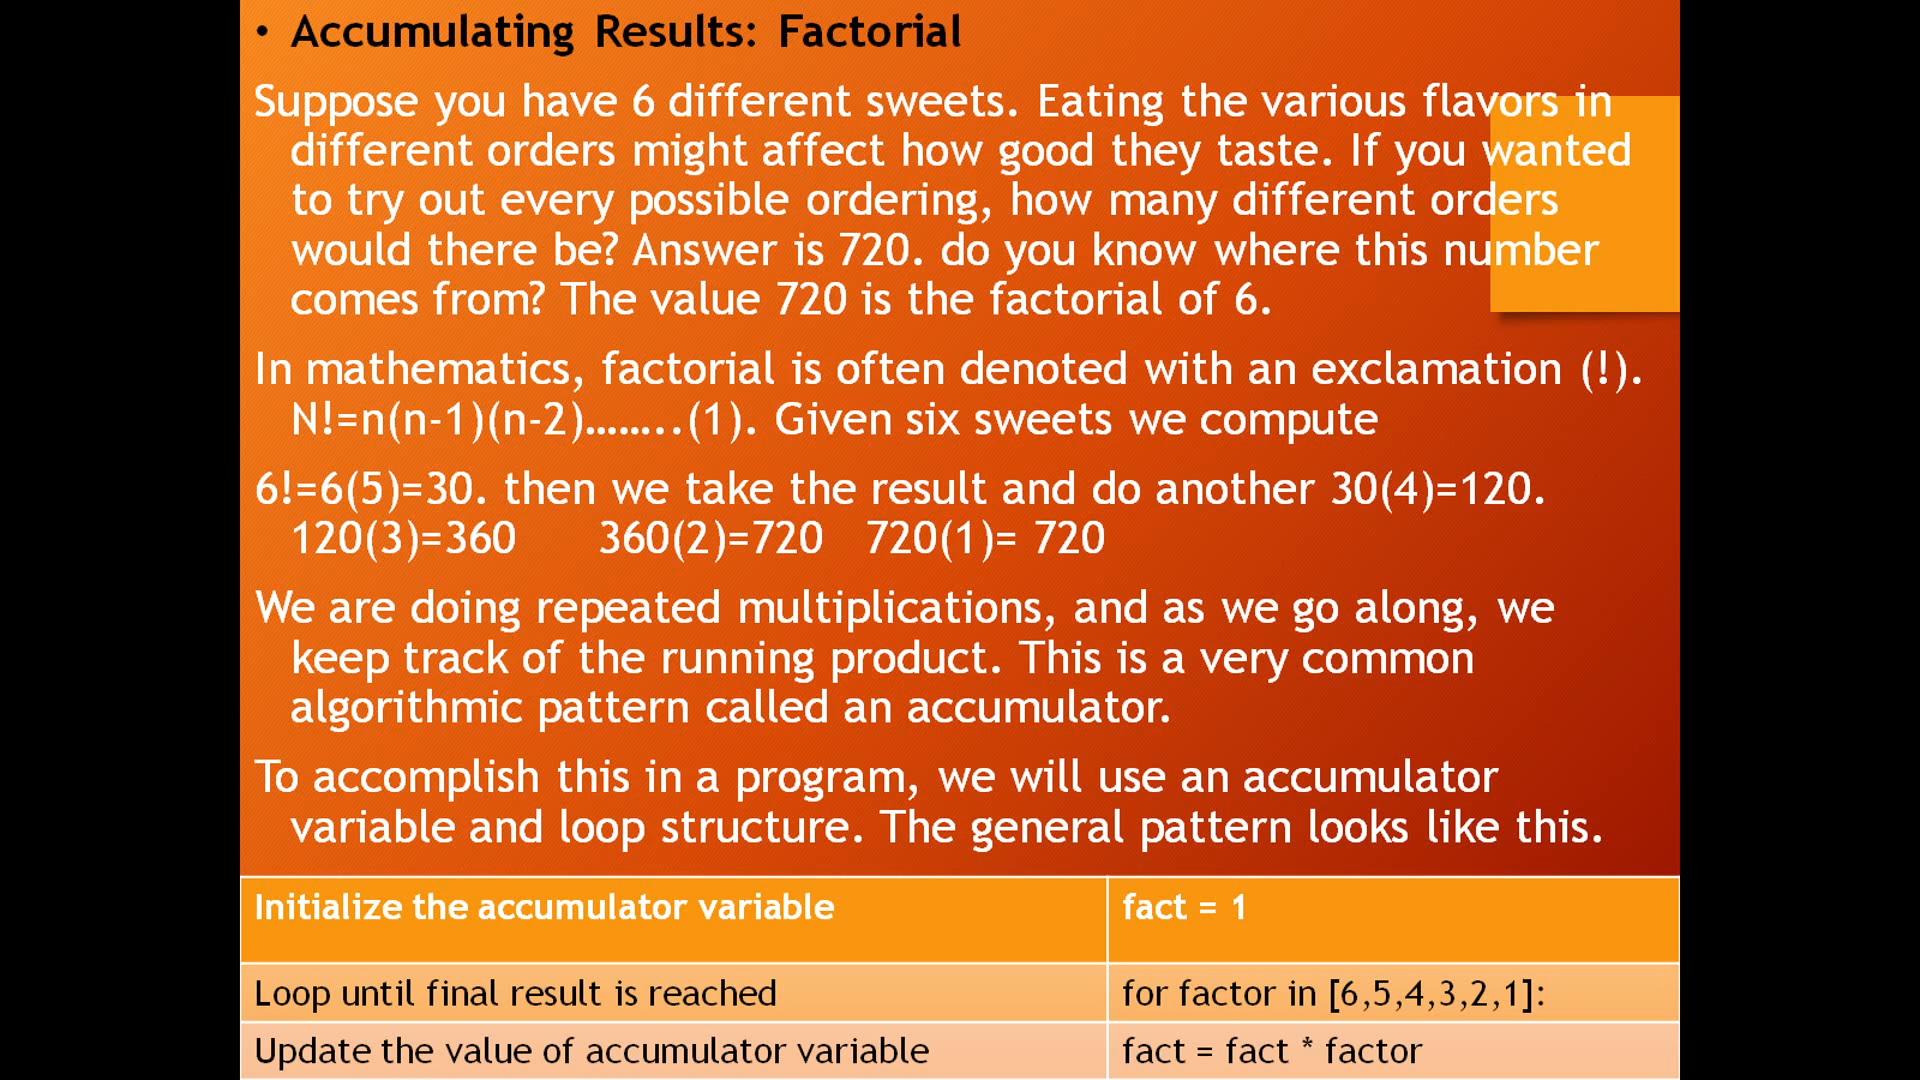 • Accumulating Results: Factorial
Suppose you have 6 different sweets. Eating the various flavors in
different orders might affect how good they taste. If you wanted
to try out every possible ordering, how many different orders
would there be? Answer is 720. do you know where this number
comes from? The value 720 is the factorial of 6.
In mathematics, factorial is often denoted with an exclamation (!).
N!=n(n-1)(n-2)……..(1). Given six sweets we compute
6!=6(5)=30. then we take the result and do another 30(4)=120.
120(3)=360 360(2)=720 720(1)= 720
We are doing repeated multiplications, and as we go along, we
keep track of the running product. This is a very common
algorithmic pattern called an accumulator.
To accomplish this in a program, we will use an accumulator
variable and loop structure. The general pattern looks like this.
Initialize the accumulator variable fact = 1
Loop until final result is reached for factor in [6,5,4,3,2,1]:
Update the value of accumulator variable fact = fact * factor